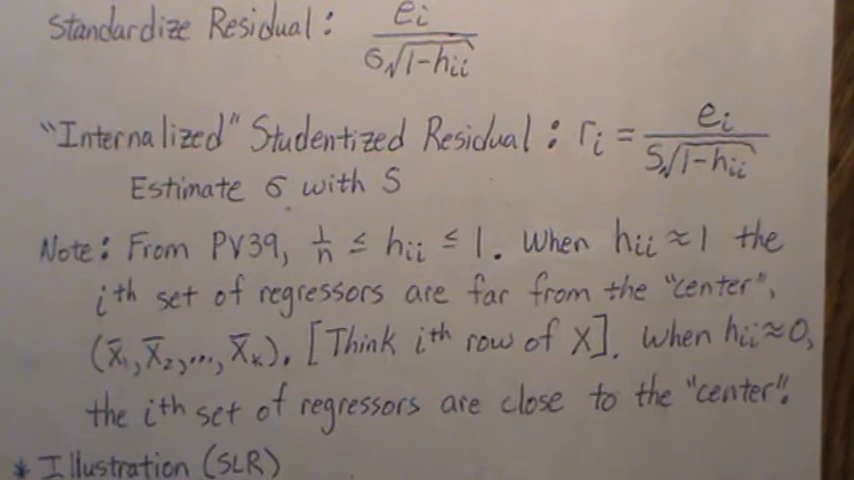 Standardize Residual: ei / σ√1-hii
"Internalized" Studentized Residual: ri = ei / S√1-hii
Estimate σ with S
Note: From PV39, 1/n ≤ hii ≤ 1. When hii ≈ 1 the
ith set of regressors are far from the "center",
(X̄1, X̄2, ..., X̄k). [Think ith row of X]. When hii ≈ 0,
the ith set of regressors are close to the "center".
* Illustration (SLR)